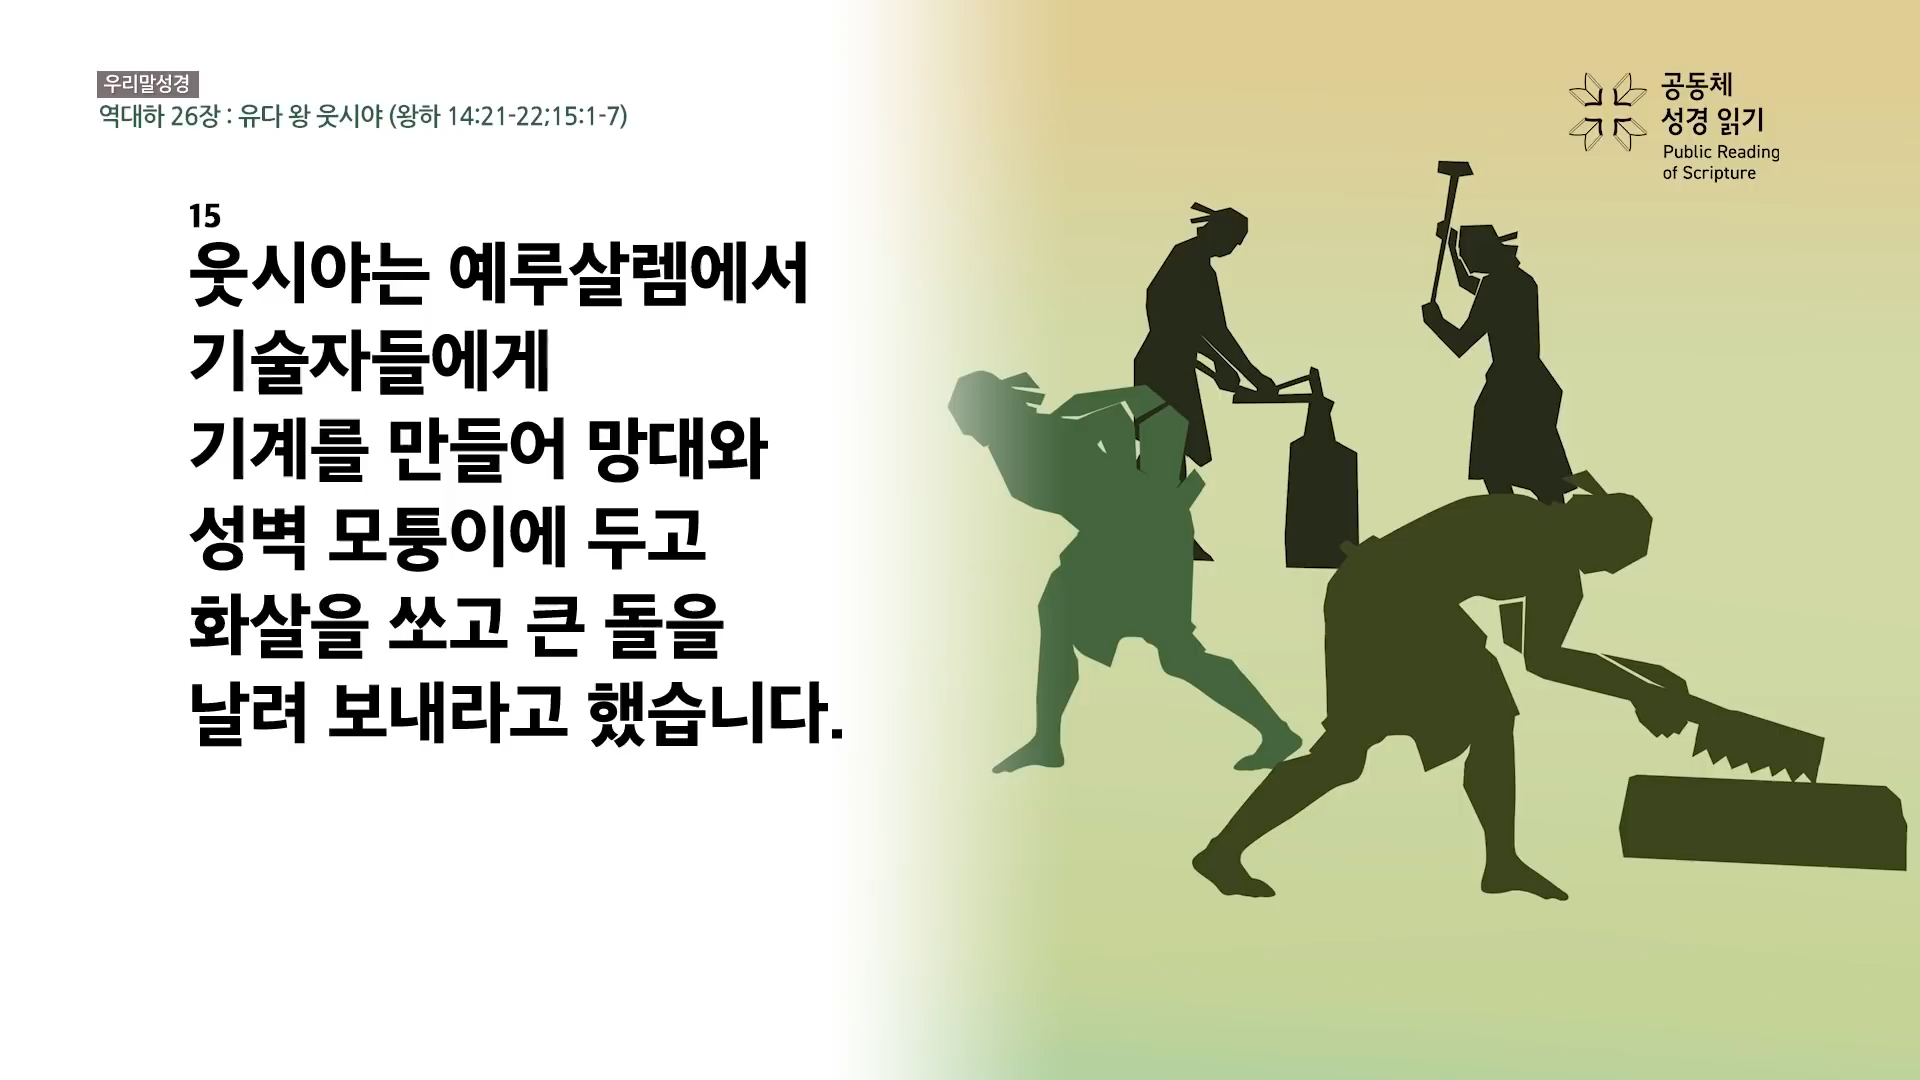 우리말성경
역대하 26장 : 유다 왕 웃시야 (왕하 14:21-22;15:1-7)
공동체
성경 읽기
Public Reading
of Scripture
15
웃시야는 예루살렘에서
기술자들에게
기계를 만들어 망대와
성벽 모퉁이에 두고
화살을 쏘고 큰 돌을
날려 보내라고 했습니다.